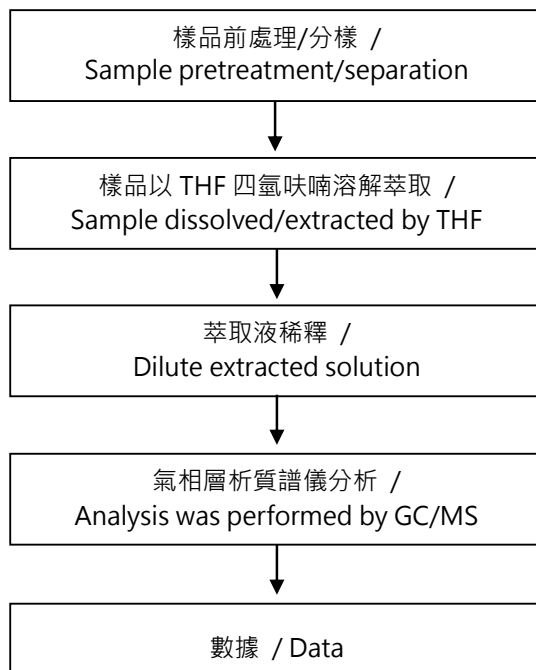 樣品前處理/分樣 /
Sample pretreatment/separation
樣品以 THF 四氫呋喃溶解萃取 /
Sample dissolved/extracted by THF
萃取液稀釋 /
Dilute extracted solution
氣相層析質譜儀分析 /
Analysis was performed by GC/MS
數據 / Data